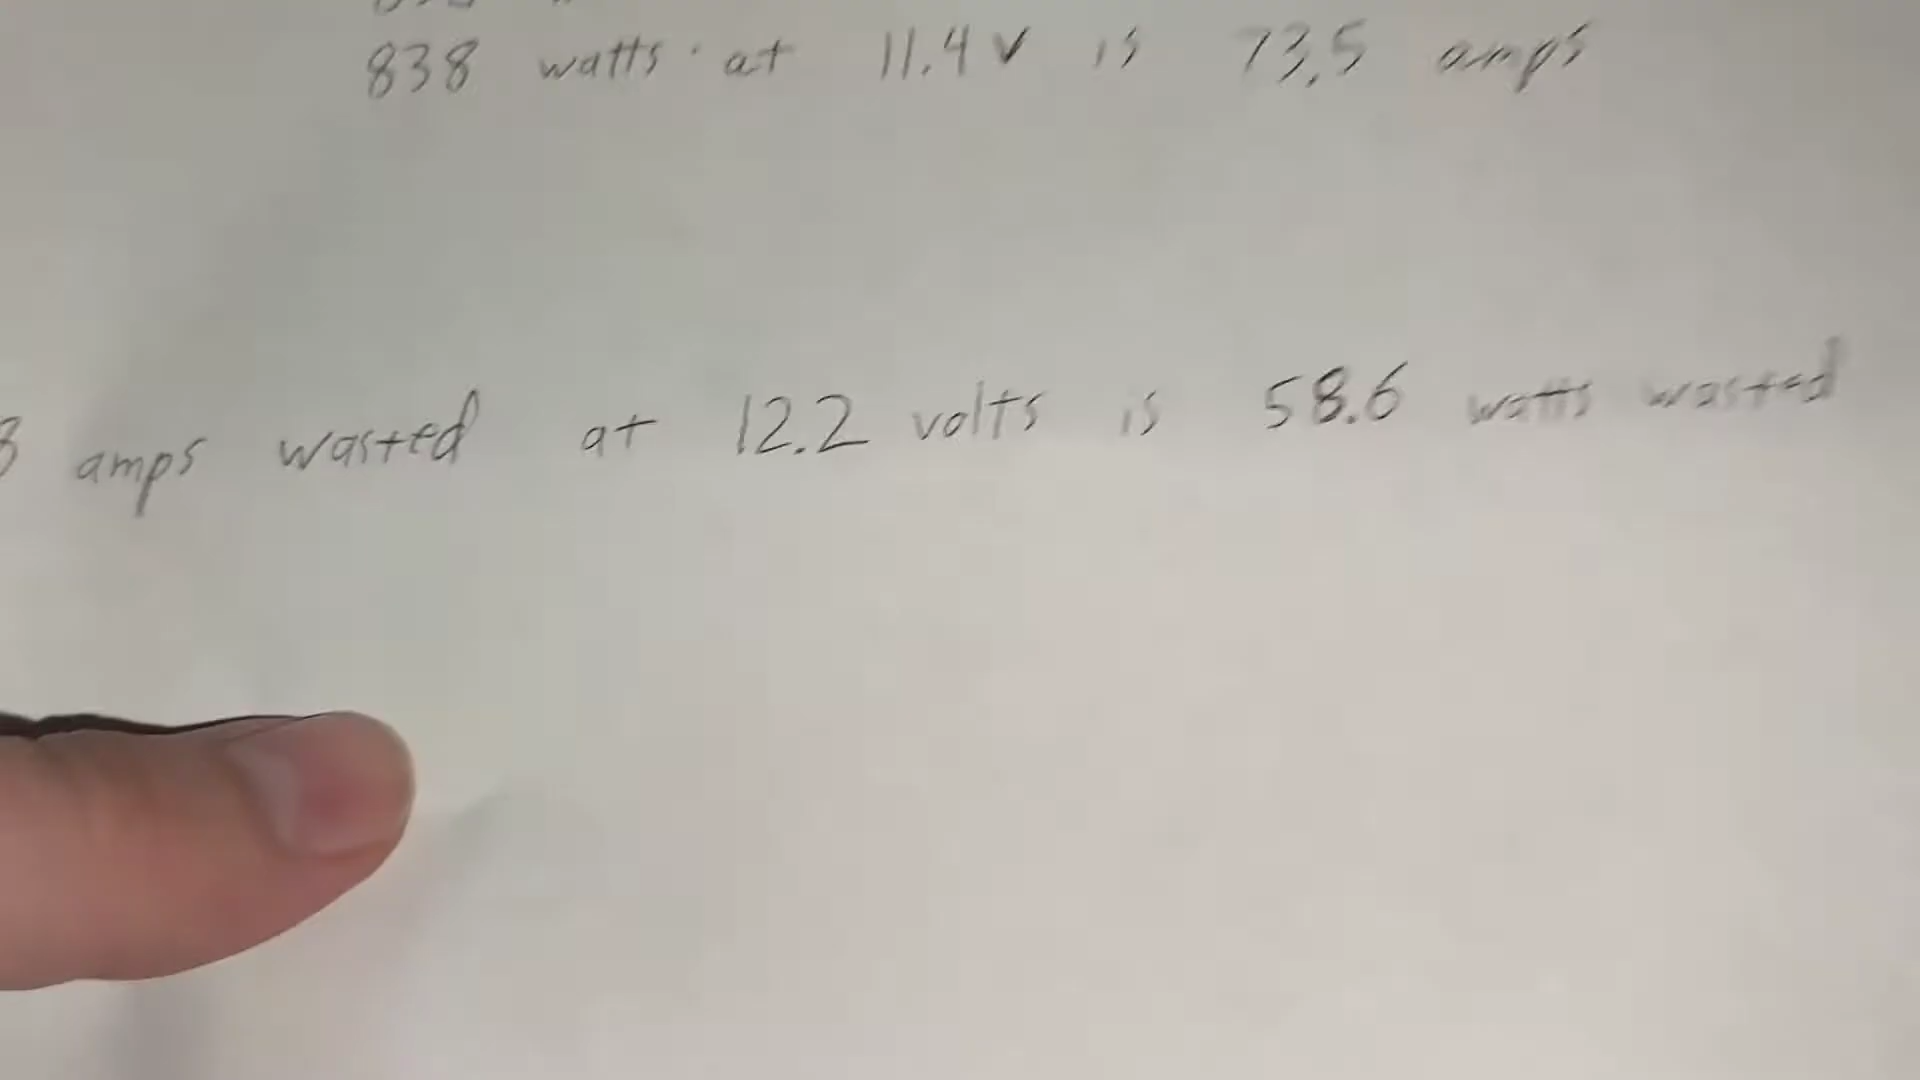 838 watts at 11.4 V is 73.5 amps
8 amps wasted at 12.2 volts is 58.6 watts wasted